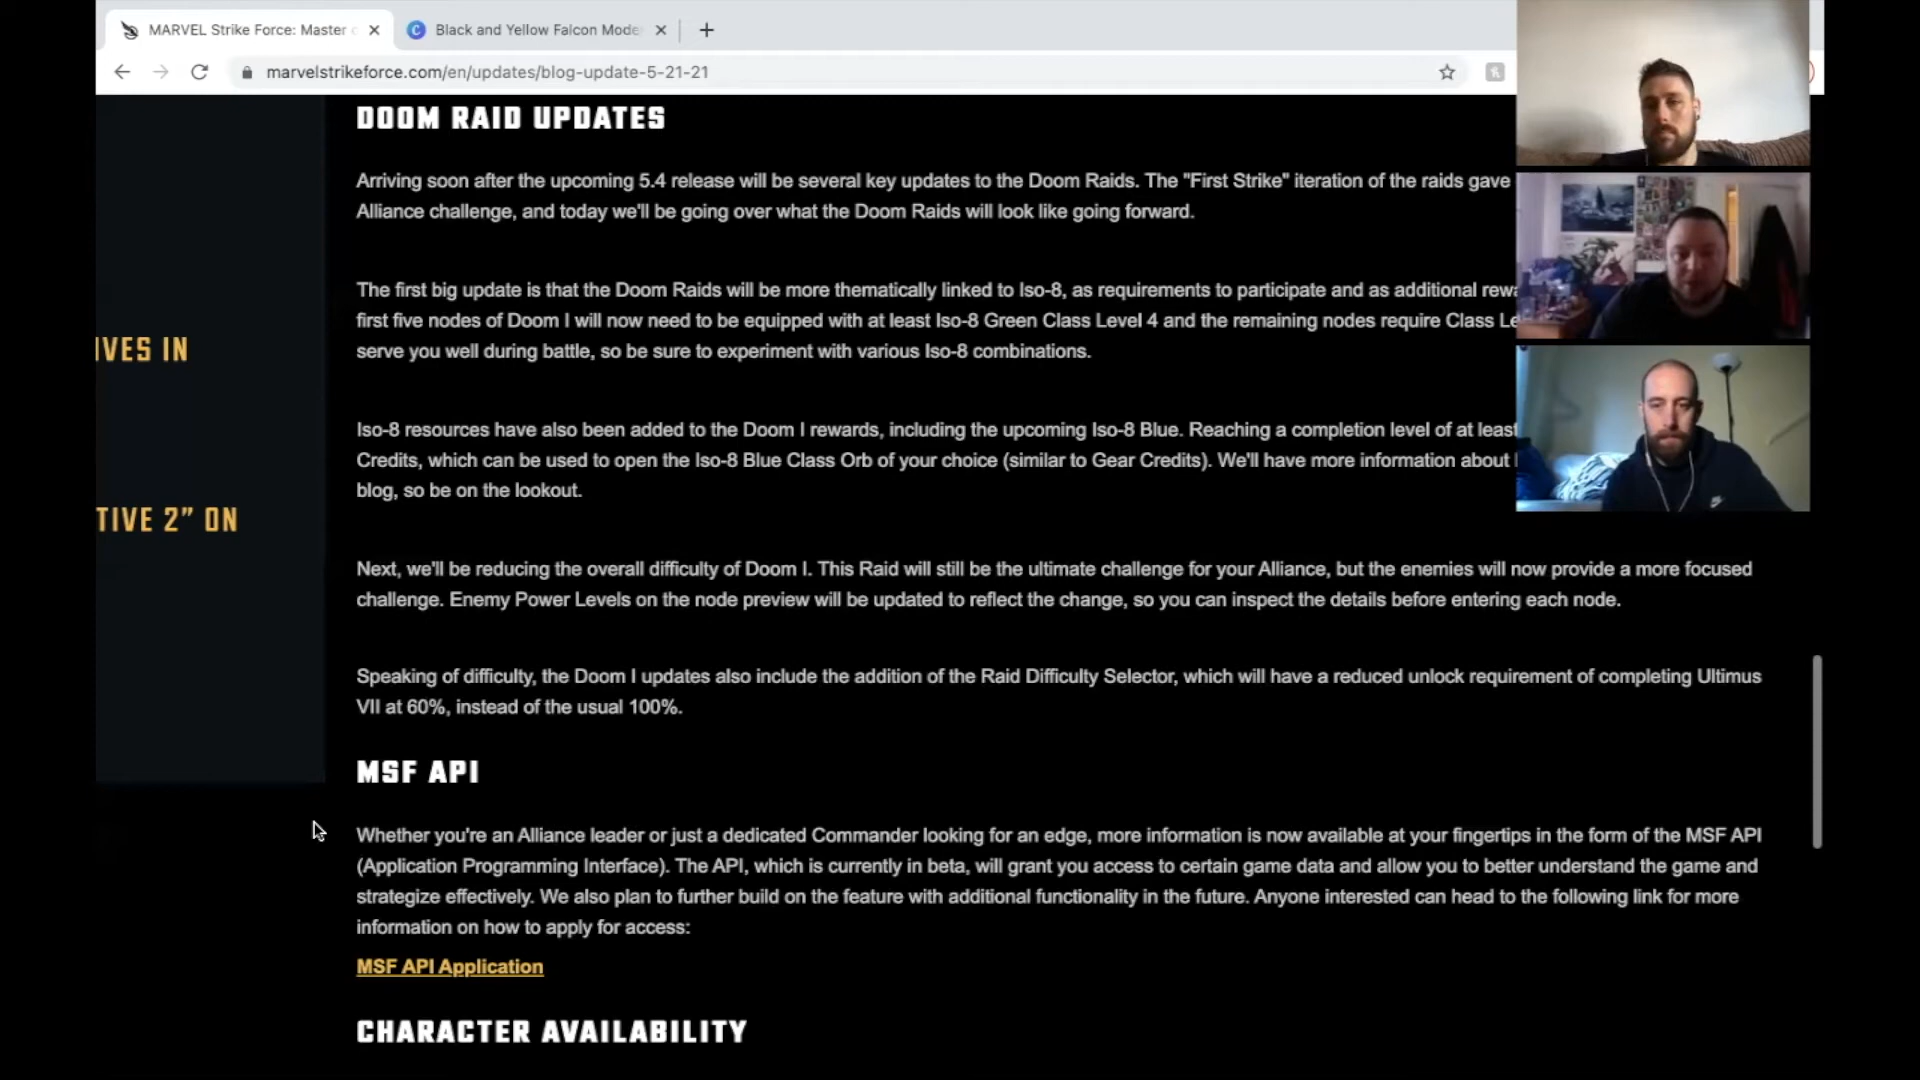 MARVEL Strike Force: Master
Black and Yellow Falcon Mode
marvelstrikeforce.com/en/updates/blog-update-5-21-21
DOOM RAID UPDATES
Arriving soon after the upcoming 5.4 release will be several key updates to the Doom Raids. The "First Strike" iteration of the raids gave
Alliance challenge, and today we'll be going over what the Doom Raids will look like going forward.
The first big update is that the Doom Raids will be more thematically linked to Iso-8, as requirements to participate and as additional
first five nodes of Doom I will now need to be equipped with at least Iso-8 Green Class Level 4 and the remaining nodes require Class
serve you well during battle, so be sure to experiment with various Iso-8 combinations.
IVES IN
Iso-8 resources have also been added to the Doom I rewards, including the upcoming Iso-8 Blue. Reaching a completion level of at least
Credits, which can be used to open the Iso-8 Blue Class Orb of your choice (similar to Gear Credits). We'll have more information about
blog, so be on the lookout.
TIVE 2" ON
Next, we'll be reducing the overall difficulty of Doom I. This Raid will still be the ultimate challenge for your Alliance, but the enemies will now provide a more focused
challenge. Enemy Power Levels on the node preview will be updated to reflect the change, so you can inspect the details before entering each node.
Speaking of difficulty, the Doom I updates also include the addition of the Raid Difficulty Selector, which will have a reduced unlock requirement of completing Ultimus
VII at 60%, instead of the usual 100%.
MSF API
Whether you're an Alliance leader or just a dedicated Commander looking for an edge, more information is now available at your fingertips in the form of the MSF API
(Application Programming Interface). The API, which is currently in beta, will grant you access to certain game data and allow you to better understand the game and
strategize effectively. We also plan to further build on the feature with additional functionality in the future. Anyone interested can head to the following link for more
information on how to apply for access:
MSF API Application
CHARACTER AVAILABILITY